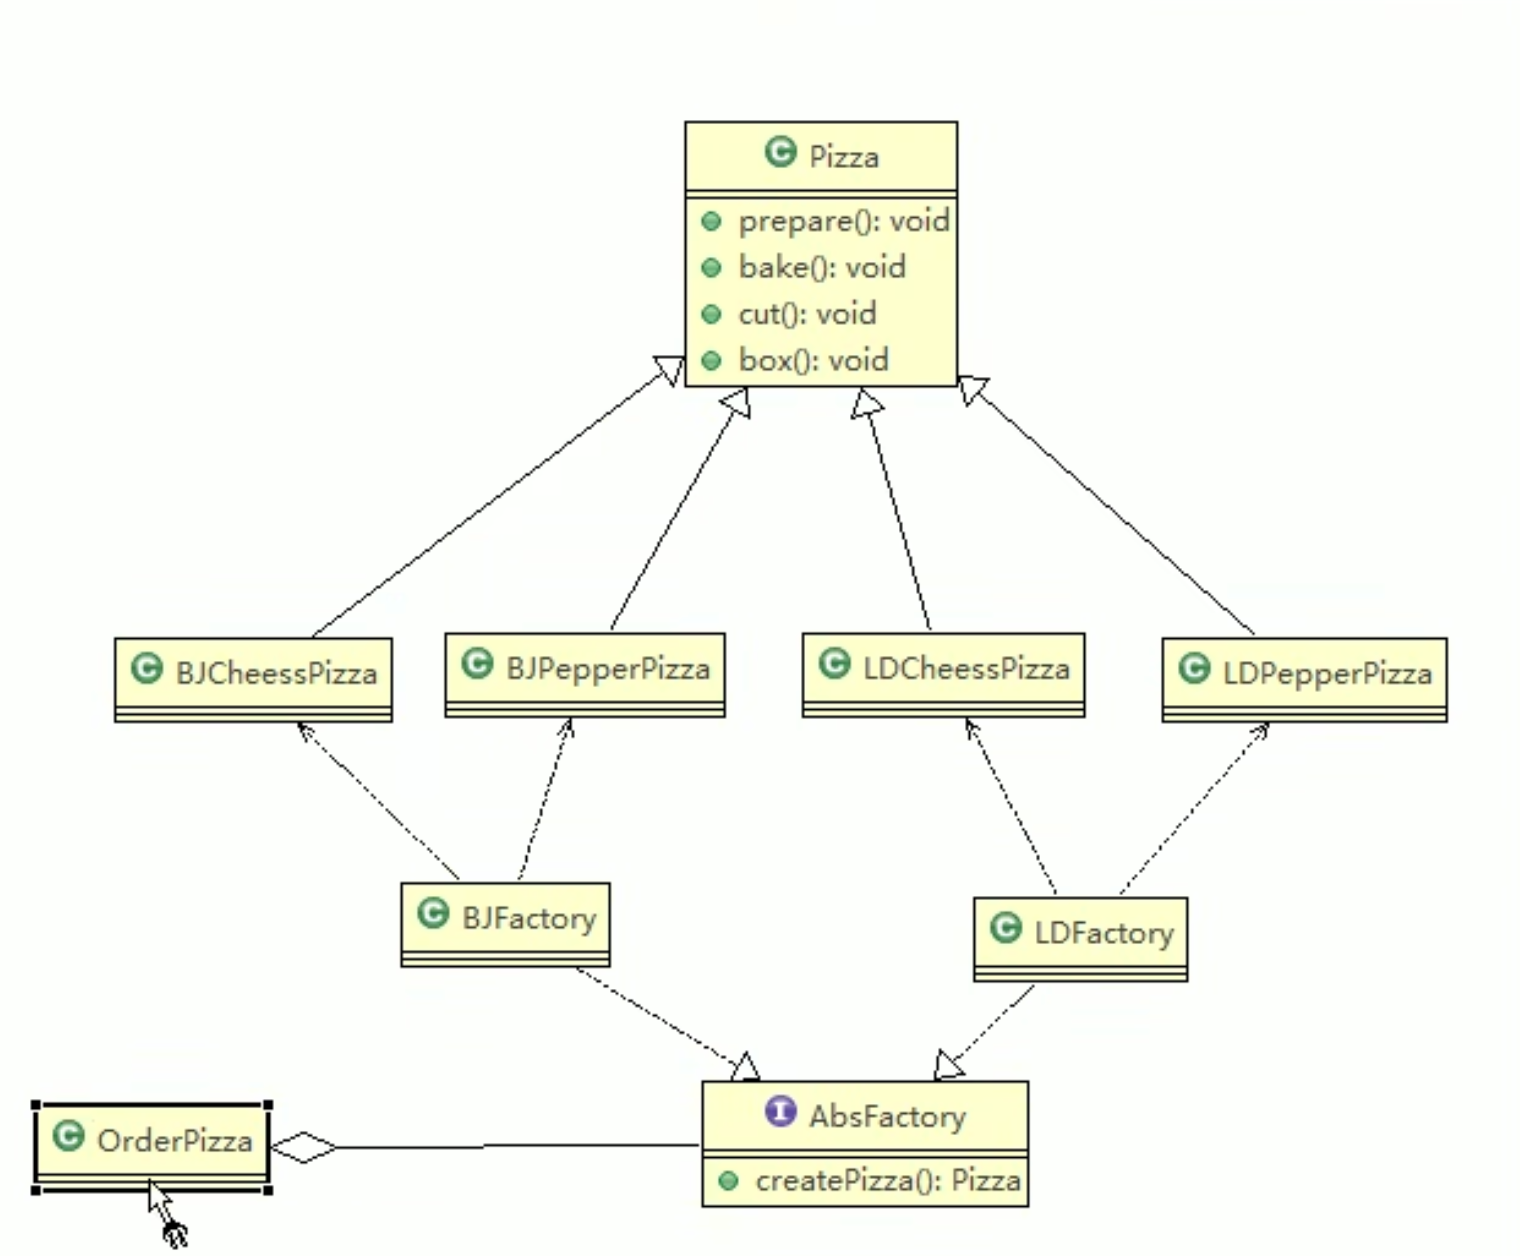 C Pizza
prepare(): void
bake(): void
cut(): void
box(): void
C BJCheessPizza
C BJPepperPizza
C LDCheessPizza
C LDPepperPizza
C BJFactory
C LDFactory
C OrderPizza
I AbsFactory
createPizza(): Pizza